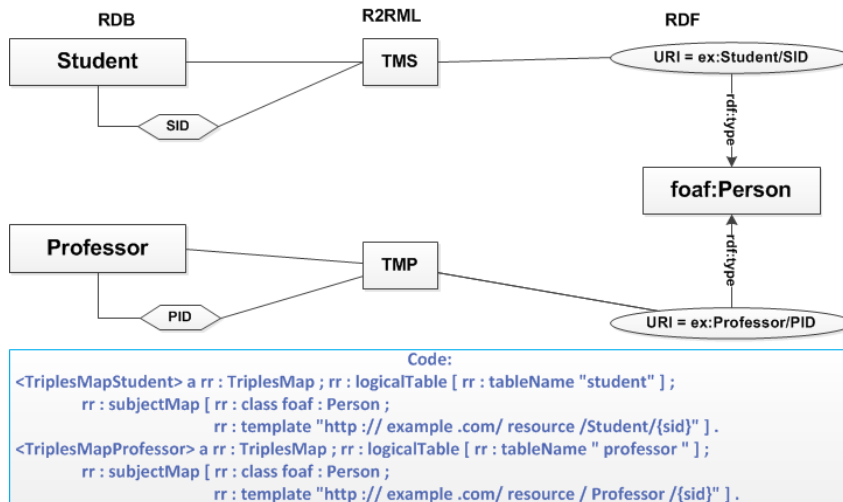 RDB R2RML RDF
Student TMS URI = ex:Student/SID
SID
rdf:type
foaf:Person
rdf:type
Professor TMP
PID URI = ex:Professor/PID
Code:
<TriplesMapStudent> a rr : TriplesMap ; rr : logicalTable [ rr : tableName "student" ] ;
rr : subjectMap [ rr : class foaf : Person ;
rr : template "http :// example .com/ resource /Student/{sid}" ] .
<TriplesMapProfessor> a rr : TriplesMap ; rr : logicalTable [ rr : tableName " professor " ] ;
rr : subjectMap [ rr : class foaf : Person ;
rr : template "http :// example .com/ resource / Professor /{sid}" ] .